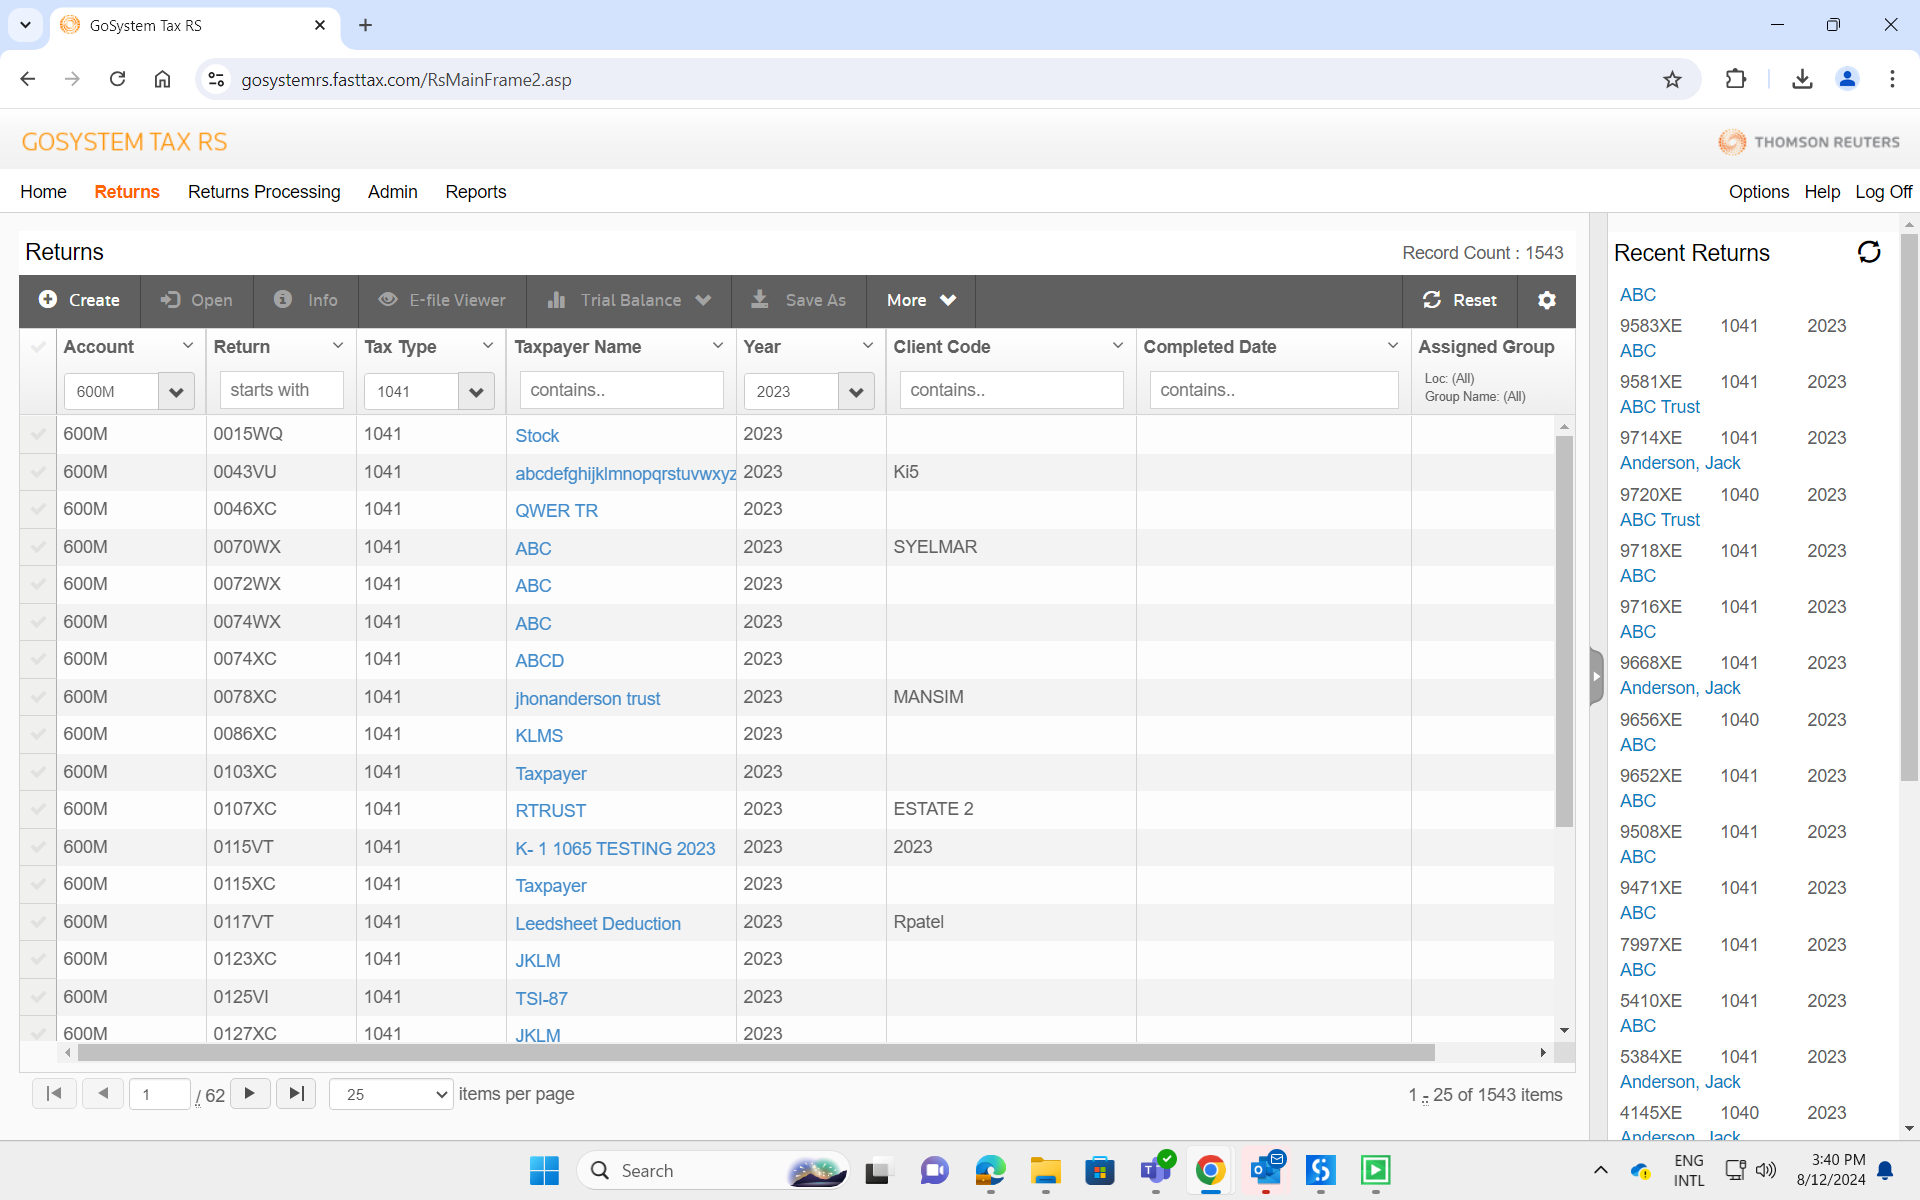 GoSystem Tax RS
gosystemrs.fasttax.com/RsMainFrame2.asp
GOSYSTEM TAX RS
THOMSON REUTERS
Home Returns Returns Processing Admin Reports Options Help Log Off
Returns Record Count : 1543
Create Open Info E-file Viewer Trial Balance Save As More Reset
Account Return Tax Type Taxpayer Name Year Client Code Completed Date Assigned Group
600M starts with 1041 contains.. 2023 contains.. contains.. Loc: (All)
Group Name: (All)
600M 0015WQ 1041 Stock 2023
600M 0043VU 1041 abcdefghijklmnopqrstuvwxyz 2023 Ki5
600M 0046XC 1041 QWER TR 2023
600M 0070WX 1041 ABC 2023 SYELMAR
600M 0072WX 1041 ABC 2023
600M 0074WX 1041 ABC 2023
600M 0074XC 1041 ABCD 2023
600M 0078XC 1041 jhonanderson trust 2023 MANSIM
600M 0086XC 1041 KLMS 2023
600M 0103XC 1041 Taxpayer 2023
600M 0107XC 1041 RTRUST 2023 ESTATE 2
600M 0115VT 1041 K- 1 1065 TESTING 2023 2023 2023
600M 0115XC 1041 Taxpayer 2023
600M 0117VT 1041 Leedsheet Deduction 2023 Rpatel
600M 0123XC 1041 JKLM 2023
600M 0125VI 1041 TSI-87 2023
600M 0127XC 1041 JKLM 2023
1 / 62 25 items per page 1 - 25 of 1543 items
Recent Returns
ABC
9583XE 1041 2023
ABC
9581XE 1041 2023
ABC Trust
9714XE 1041 2023
Anderson, Jack
9720XE 1040 2023
ABC Trust
9718XE 1041 2023
ABC
9716XE 1041 2023
ABC
9668XE 1041 2023
Anderson, Jack
9656XE 1040 2023
ABC
9652XE 1041 2023
ABC
9508XE 1041 2023
ABC
9471XE 1041 2023
ABC
7997XE 1041 2023
ABC
5410XE 1041 2023
ABC
5384XE 1041 2023
Anderson, Jack
4145XE 1040 2023
Anderson, Jack
Search
ENG
INTL
3:40 PM
8/12/2024